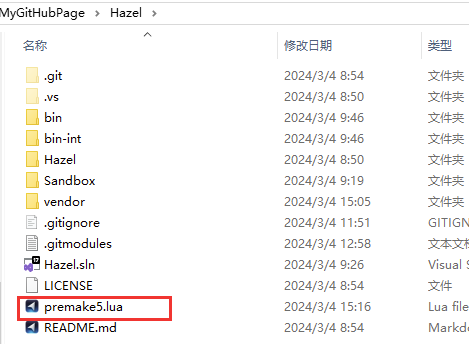 MyGitHubPage > Hazel >
名称 修改日期 类型
.git 2024/3/4 8:54 文件夹
.vs 2024/3/4 8:50 文件夹
bin 2024/3/4 9:46 文件夹
bin-int 2024/3/4 9:46 文件夹
Hazel 2024/3/4 8:50 文件夹
Sandbox 2024/3/4 9:19 文件夹
vendor 2024/3/4 15:05 文件夹
.gitignore 2024/3/4 11:51 GITIGN
.gitmodules 2024/3/4 12:58 文本文档
Hazel.sln 2024/3/4 9:26 Visual S
LICENSE 2024/3/4 8:54 文件
premake5.lua 2024/3/4 15:16 Lua file
README.md 2024/3/4 8:54 文件